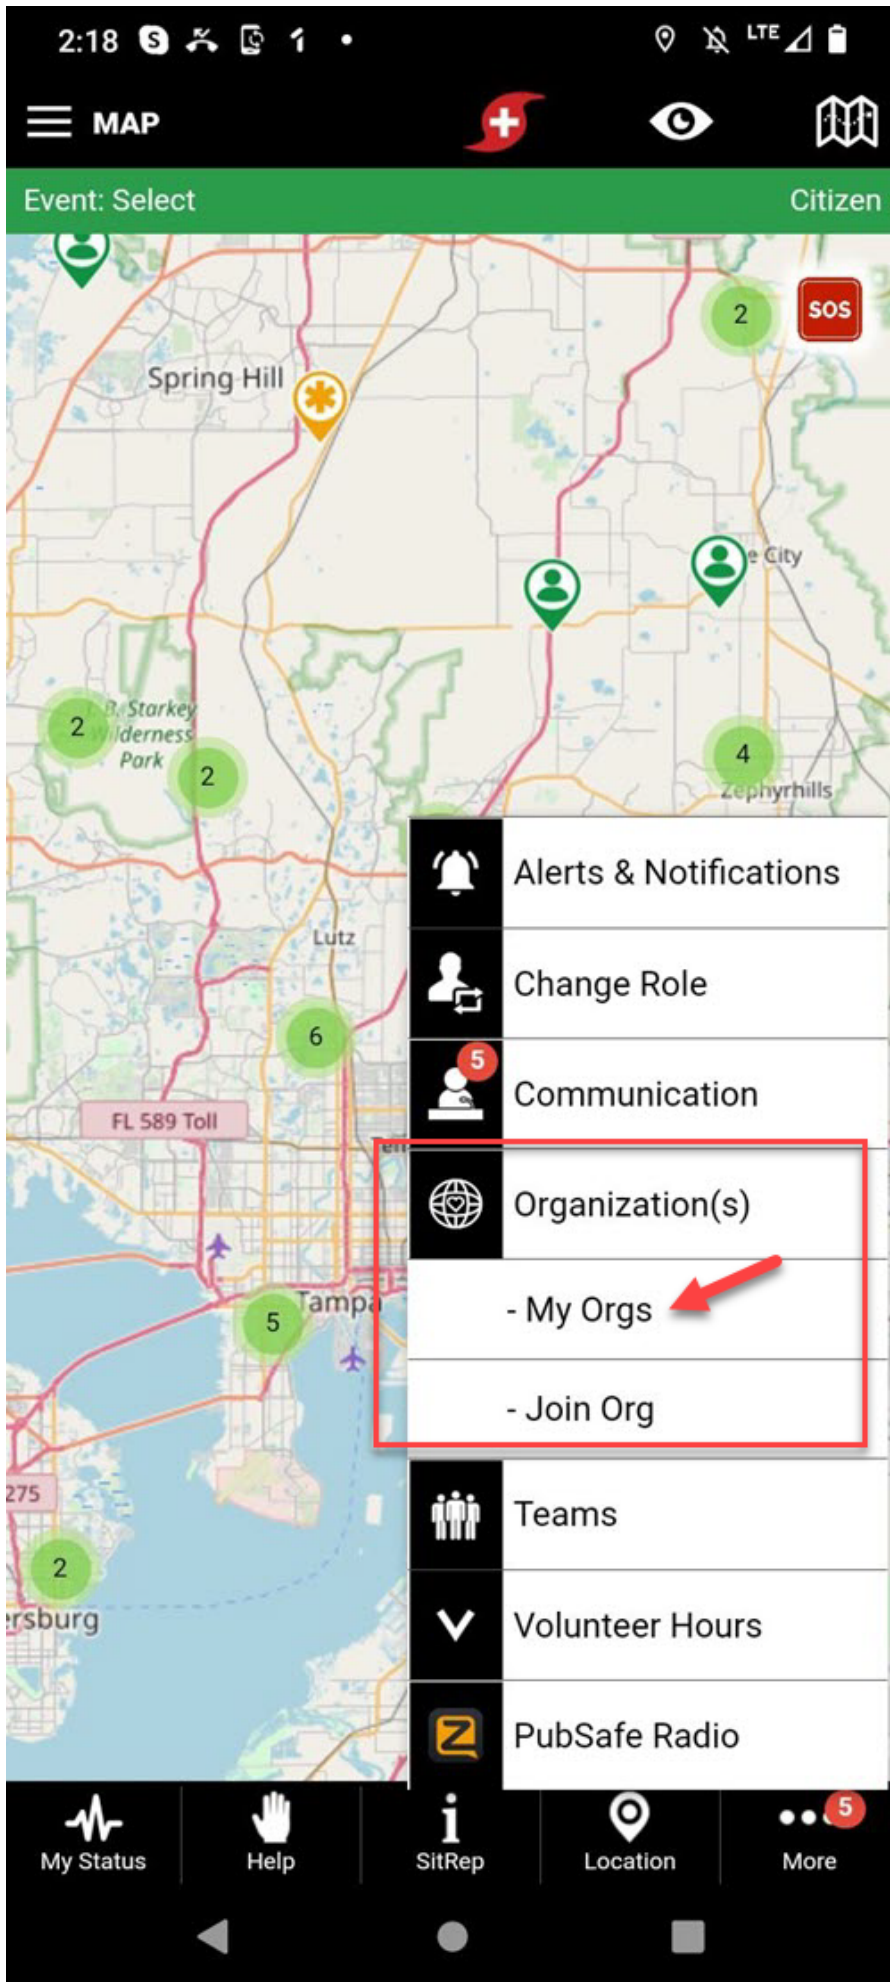 2:18
LTE
MAP
Event: Select
Citizen
2
SOS
Spring Hill
e City
2
B. Starkey
Wilderness
Park
2
4
Zephyrhills
Alerts & Notifications
Lutz
Change Role
6
5
Communication
FL 589 Toll
Organization(s)
- My Orgs
Tampa
5
- Join Org
275
Teams
2
ersburg
Volunteer Hours
PubSafe Radio
My Status
Help
SitRep
Location
5
More